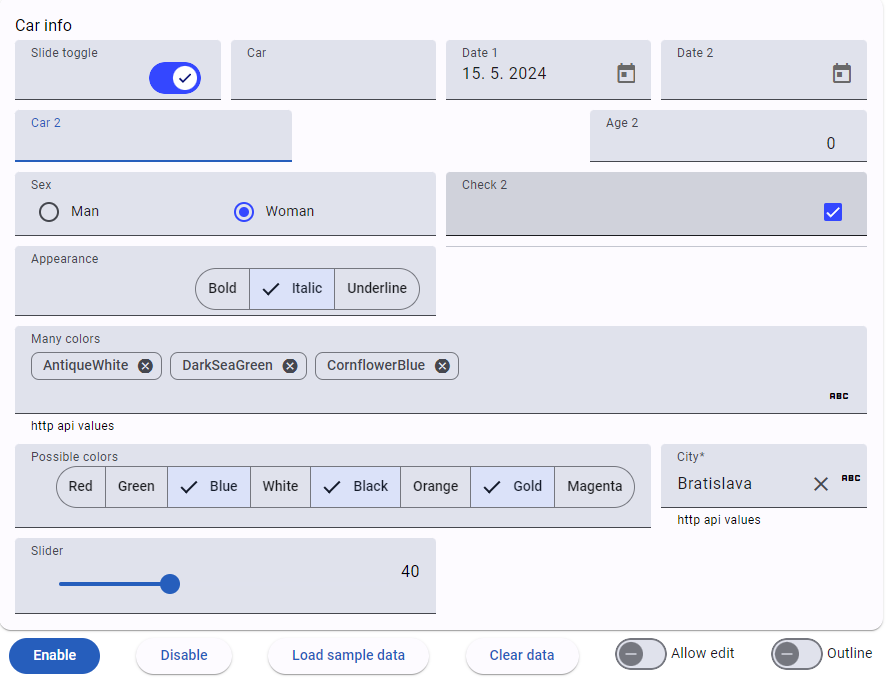 Car info
Slide toggle
Car
Date 1
15. 5. 2024
Date 2
Car 2
Age 2
0
Sex
Man
Woman
Check 2
Appearance
Bold
Italic
Underline
Many colors
AntiqueWhite
DarkSeaGreen
CornflowerBlue
ABC
http api values
Possible colors
Red
Green
Blue
White
Black
Orange
Gold
Magenta
City*
Bratislava
ABC
http api values
Slider
40
Enable
Disable
Load sample data
Clear data
Allow edit
Outline